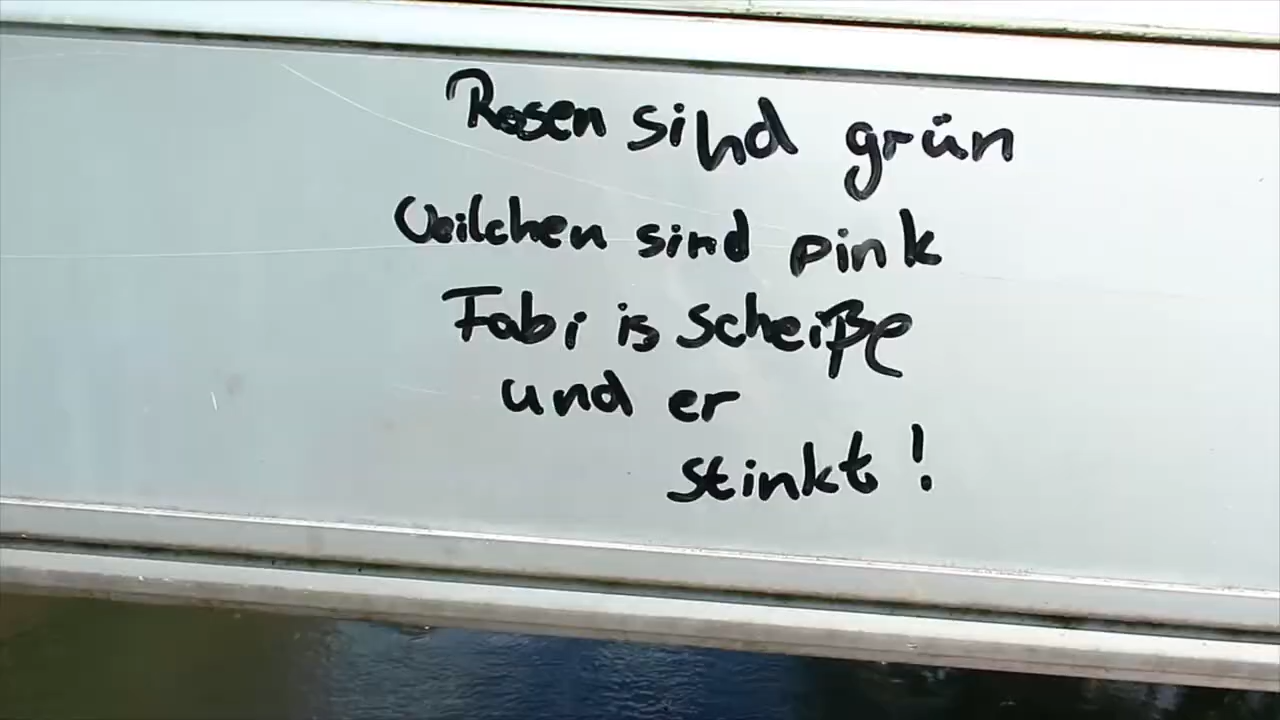 Rosen sind grün
Veilchen sind pink
Fabi is scheiße
und er
stinkt!